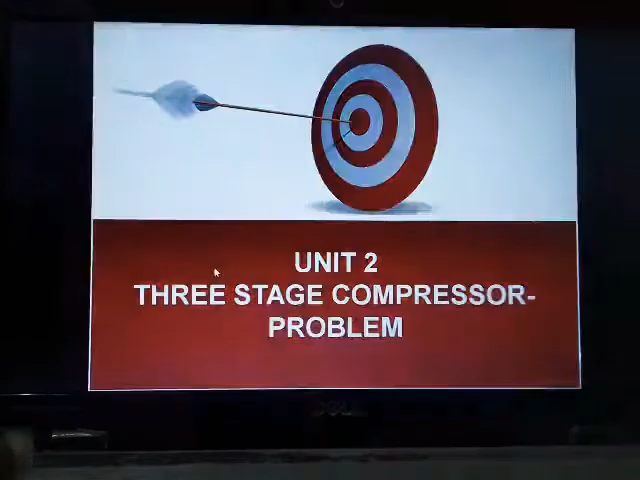 UNIT 2
THREE STAGE COMPRESSOR-
PROBLEM